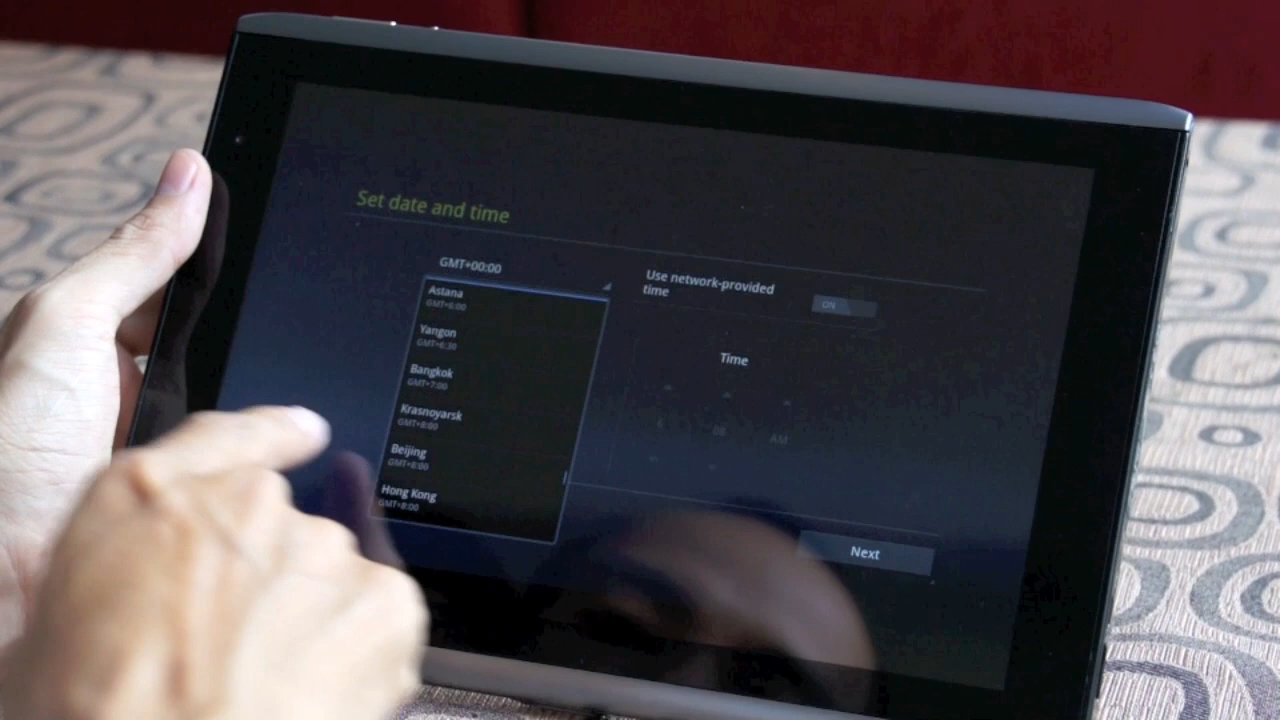 Set date and time
GMT+00:00
Astana
GMT+6:00
Yangon
GMT+6:30
Bangkok
GMT+7:00
Krasnoyarsk
GMT+8:00
Beijing
GMT+8:00
Hong Kong
GMT+8:00
Use network-provided
time
ON
Time
08
AM
Next